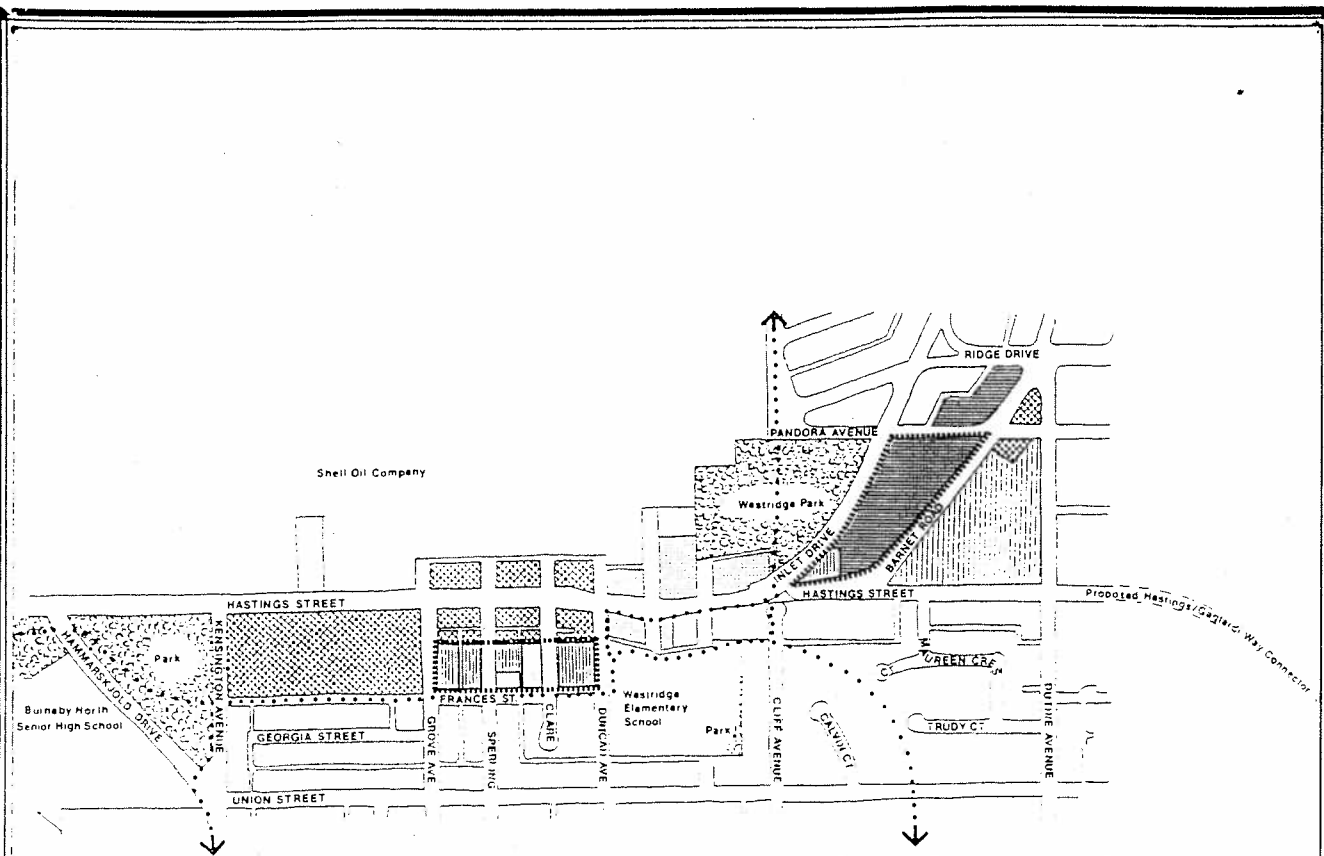 RIDGE DRIVE
PANDORA AVENUE
Shell Oil Company
Westridge Park
INLET DRIVE
BARNET ROAD
HASTINGS STREET
HASTINGS STREET
Proposed Hastings/Gaglardi Way Connector
KENSINGTON AVENUE
Park
HAMMARSKJOLD DRIVE
Burnaby North
Senior High School
FRANCES ST.
Westridge
Elementary
School
Park
GEORGIA STREET
GROVE AVE
SPERLING
CLARE
DUNCAN AVE
CLIFF AVENUE
CALVIN CT
MAUREEN CRES
TRUDY CT
DUTHIE AVENUE
UNION STREET